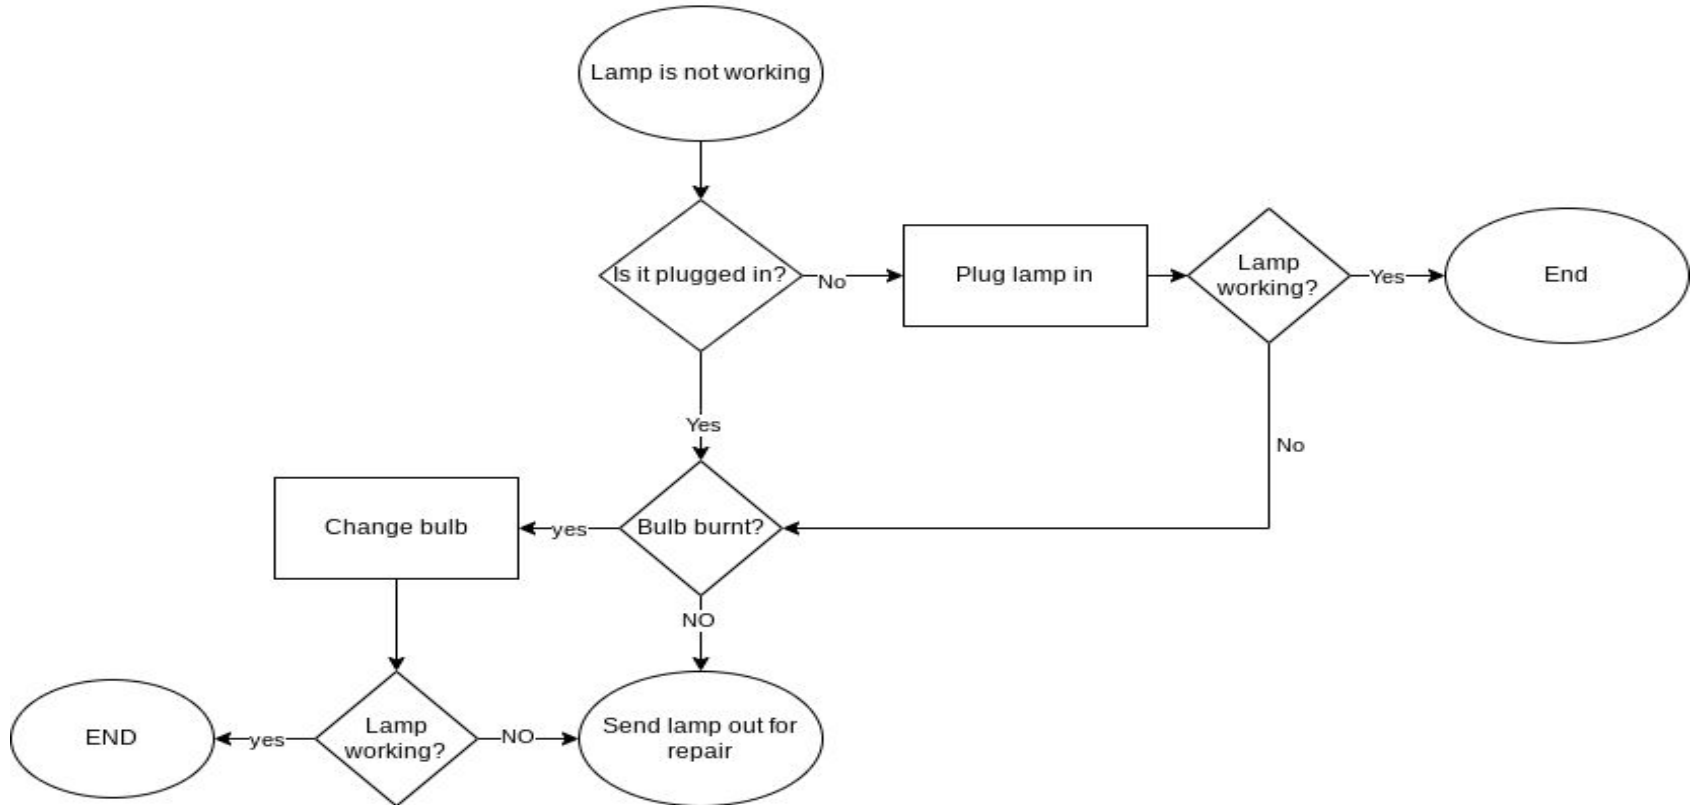 Lamp is not working
Is it plugged in?
No
Plug lamp in
Lamp
working?
Yes
End
Yes
No
Change bulb
yes
Bulb burnt?
NO
END
yes
Lamp
working?
NO
Send lamp out for
repair